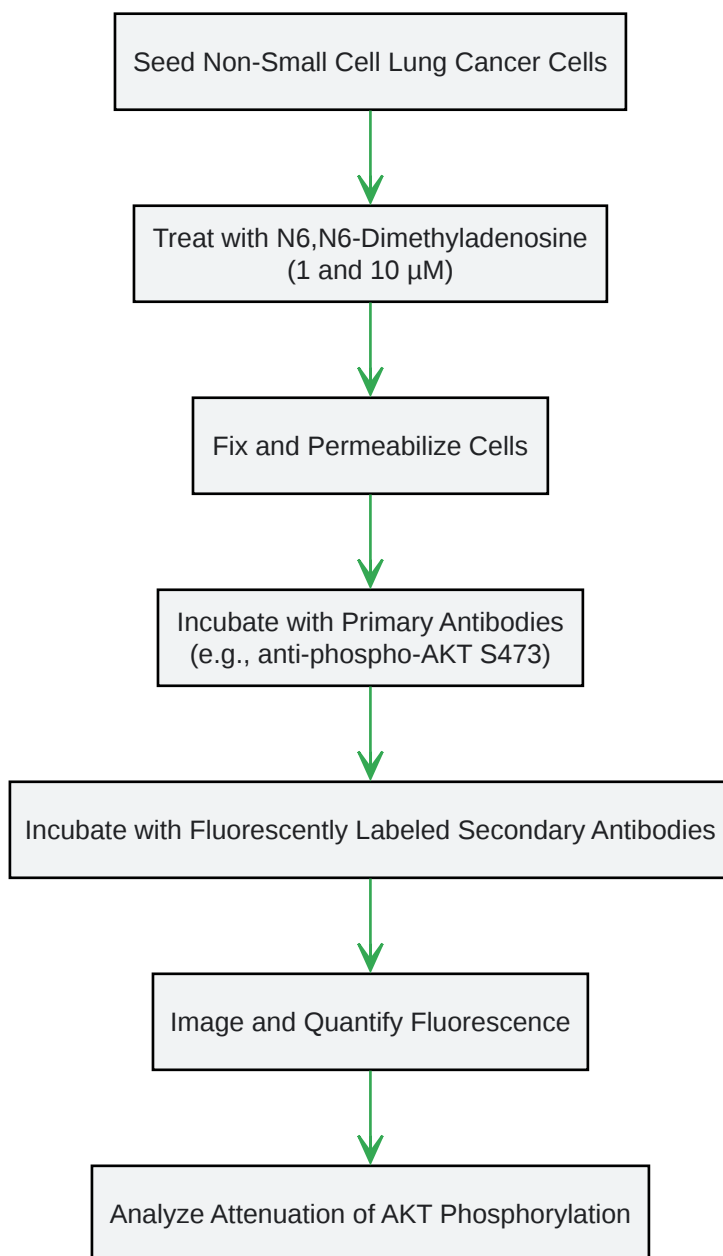 Seed Non-Small Cell Lung Cancer Cells
Treat with N6,N6-Dimethyladenosine
(1 and 10 µM)
Fix and Permeabilize Cells
Incubate with Primary Antibodies
(e.g., anti-phospho-AKT S473)
Incubate with Fluorescently Labeled Secondary Antibodies
Image and Quantify Fluorescence
Analyze Attenuation of AKT Phosphorylation